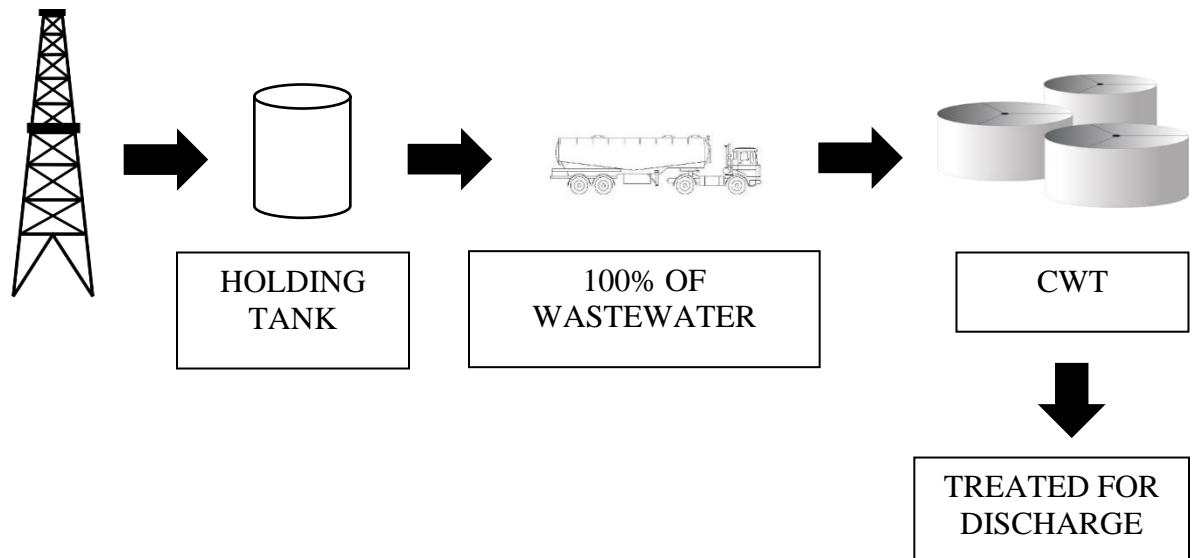 HOLDING
TANK
100% OF
WASTEWATER
CWT
TREATED FOR
DISCHARGE